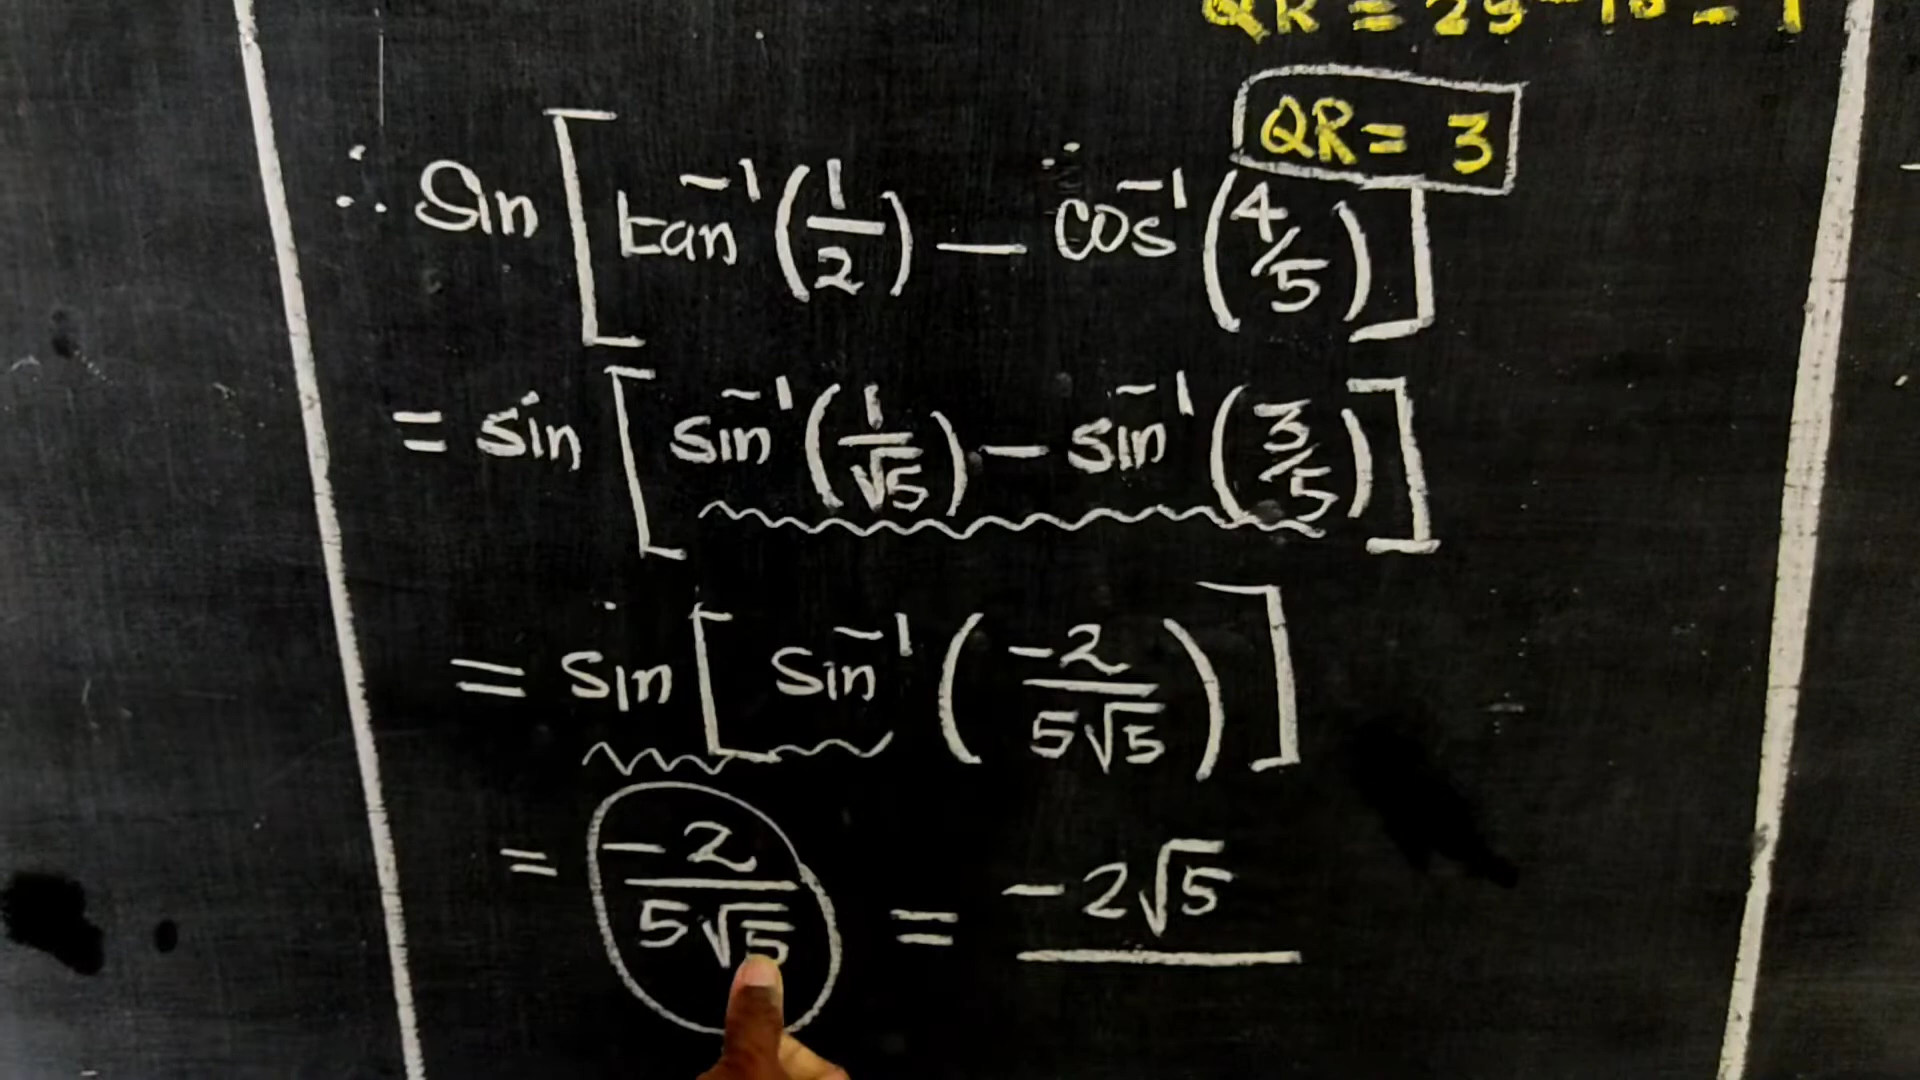 QR = 3
∴ Sin [ tan⁻¹ (1/2) − cos⁻¹ (4/5) ]
= sin [ sin⁻¹ (1/√5) − sin⁻¹ (3/5) ]
= sin [ sin⁻¹ (−2/5√5) ]
= −2/5√5 = −2√5